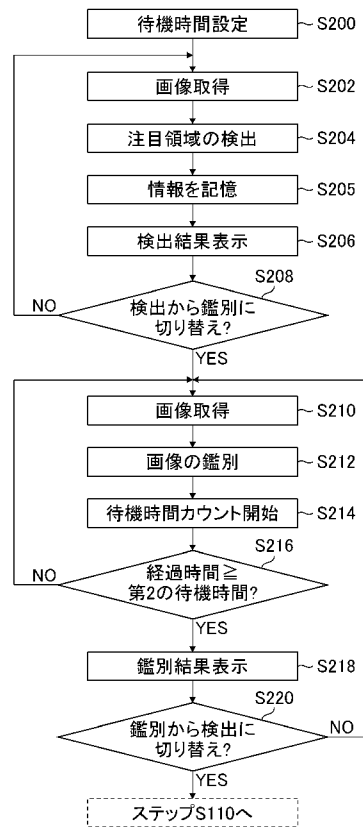 待機時間設定
S200
画像取得
S202
注目領域の検出
S204
情報を記憶
S205
検出結果表示
S206
S208
検出から鑑別に
切り替え?
NO
YES
画像取得
S210
画像の鑑別
S212
待機時間カウント開始
S214
S216
経過時間≧
第2の待機時間?
NO
YES
鑑別結果表示
S218
S220
鑑別から検出に
切り替え?
NO
YES
ステップS110へ